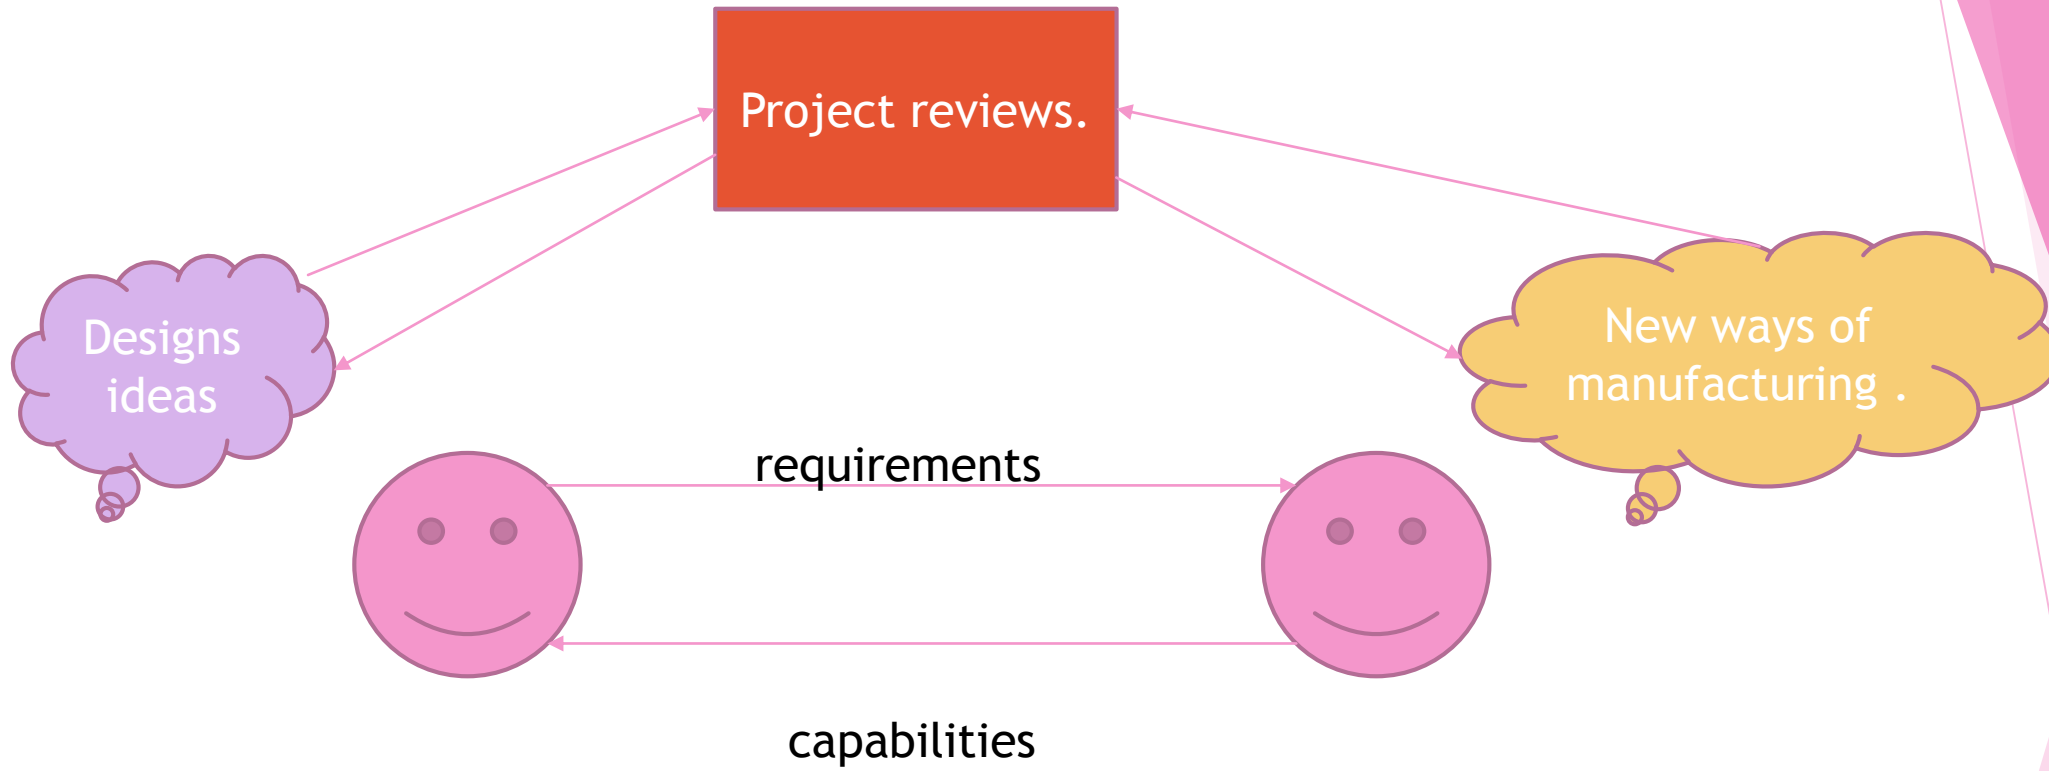 Project reviews.
Designs
ideas
New ways of
manufacturing .
requirements
capabilities